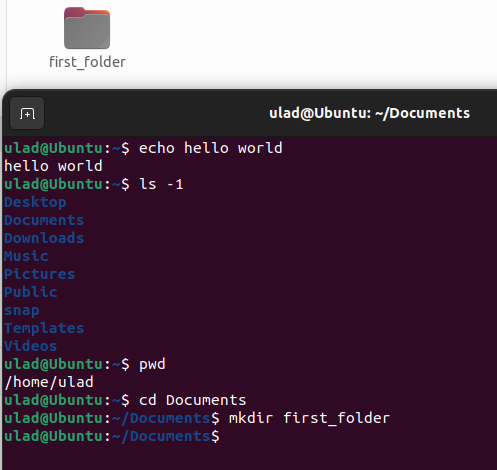 first_folder
ulad@Ubuntu: ~/Documents
ulad@Ubuntu:~$ echo hello world
hello world
ulad@Ubuntu:~$ ls -1
Desktop
Documents
Downloads
Music
Pictures
Public
snap
Templates
Videos
ulad@Ubuntu:~$ pwd
/home/ulad
ulad@Ubuntu:~$ cd Documents
ulad@Ubuntu:~/Documents$ mkdir first_folder
ulad@Ubuntu:~/Documents$